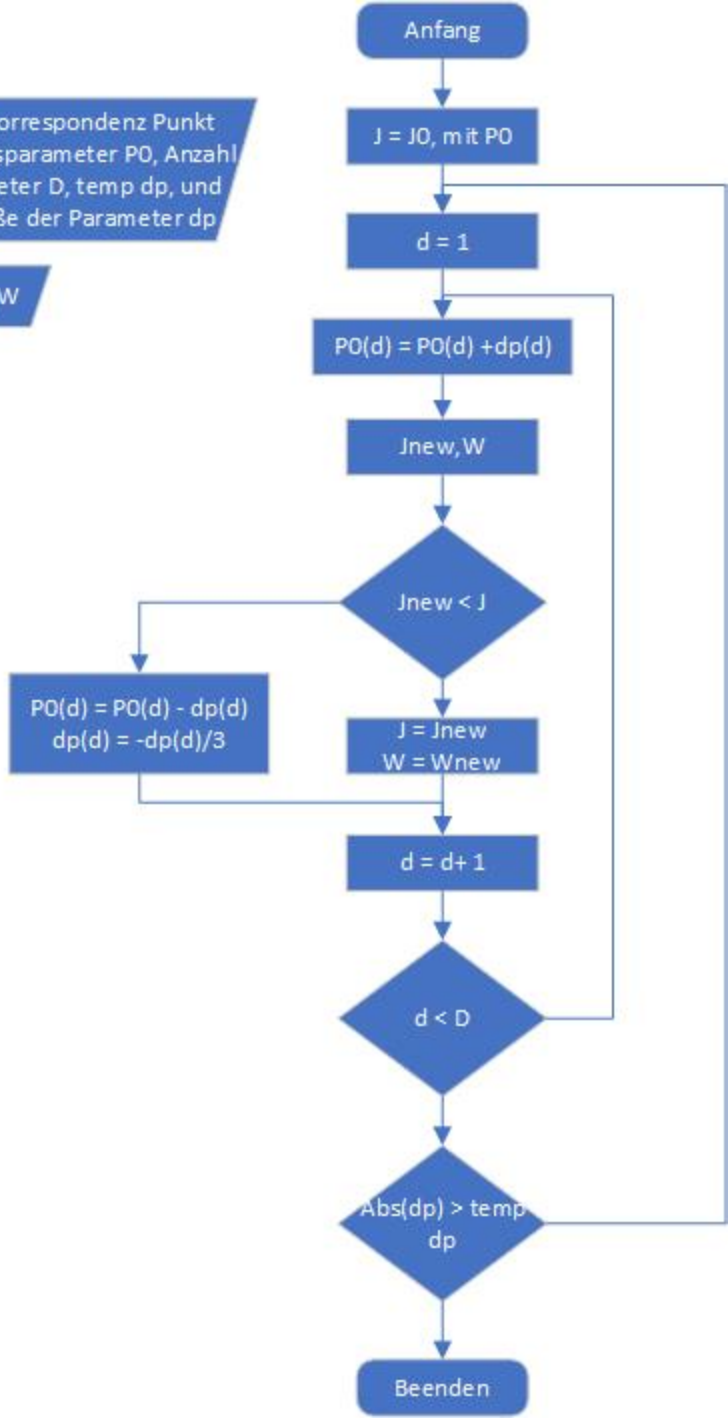 Anfang
orrespondenz Punkt
sparameter P0, Anzahl
eter D, temp dp, und
ße der Parameter dp
W
J = J0, mit P0
d = 1
P0(d) = P0(d) +dp(d)
Jnew,W
Jnew < J
P0(d) = P0(d) - dp(d)
dp(d) = -dp(d)/3
J = Jnew
W = Wnew
d = d+ 1
d < D
Abs(dp) > temp
dp
Beenden